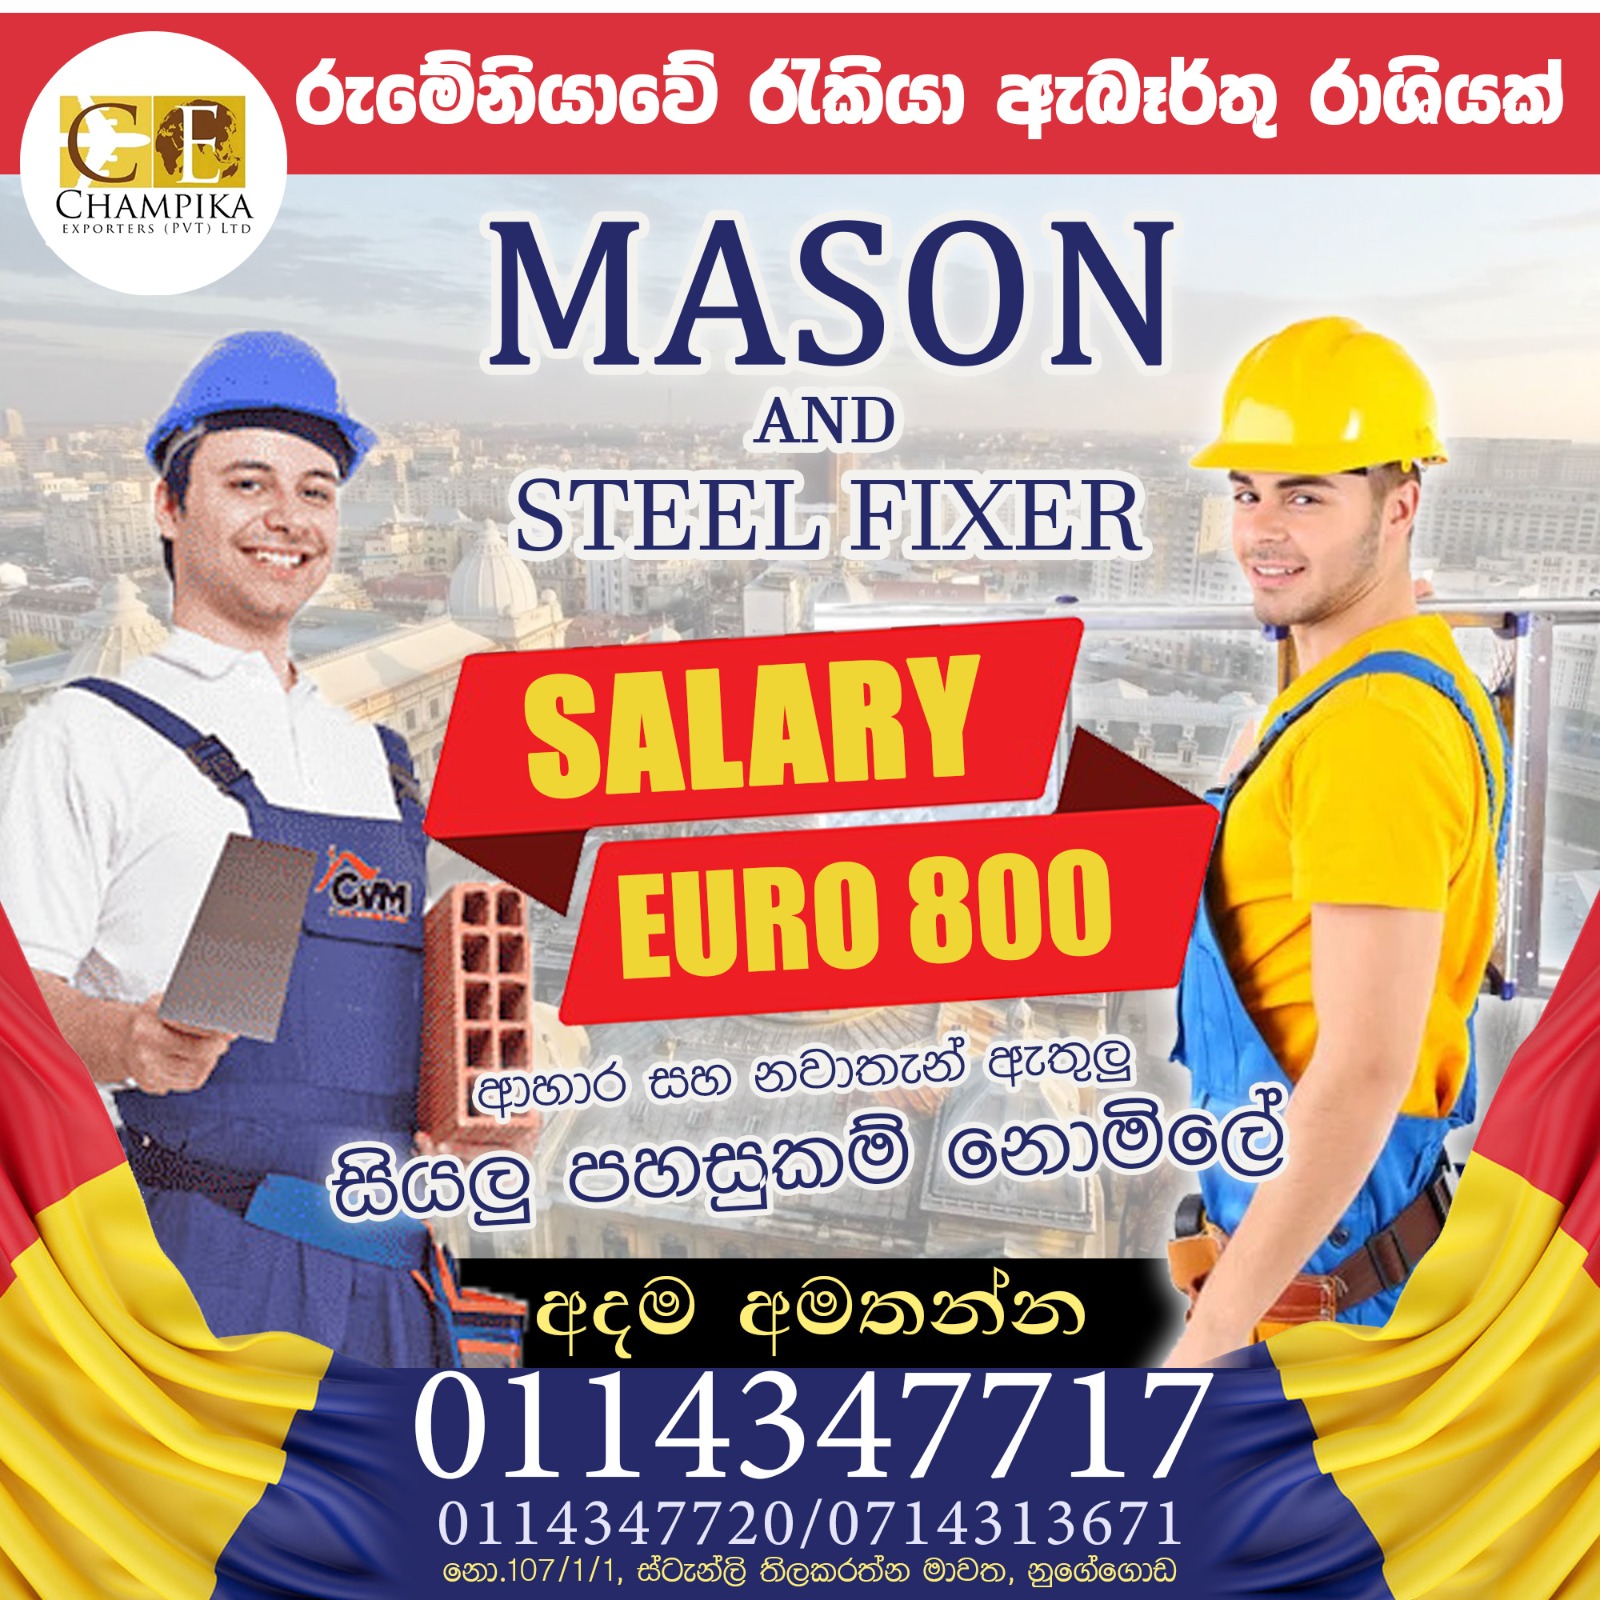 රුමේනියාවේ රැකියා ඇබෑර්තු රාශියක්
CE
CHAMPIKA
EXPORTERS (PVT) LTD
MASON
AND
STEEL FIXER
SALARY
EURO 800
CVM
ආහාර සහ නවාතැන් ඇතුලු
සියලු පහසුකම් නොමිලේ
අදම අමතන්න
0114347717
0114347720/0714313671
නො.107/1/1, ස්ටැන්ලි තිලකරත්න මාවත, නුගේගොඩ